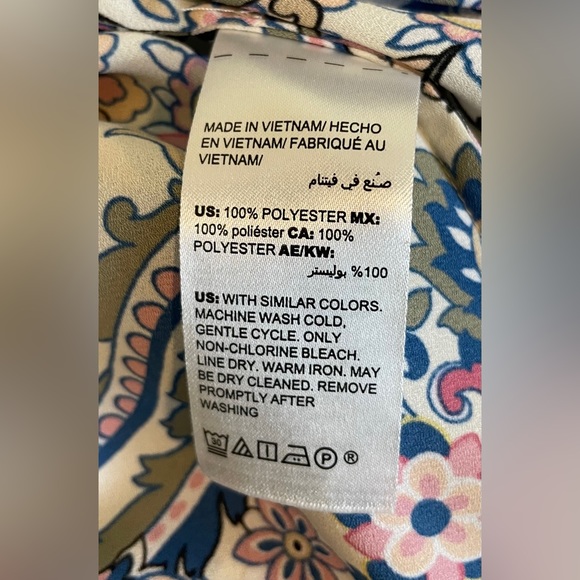 MADE IN VIETNAM/ HECHO
EN VIETNAM/ FABRIQUÉ AU
VIETNAM/
صُنع في فيتنام
US: 100% POLYESTER MX:
100% poliéster CA: 100%
POLYESTER AE/KW:
100% بوليستر
US: WITH SIMILAR COLORS.
MACHINE WASH COLD,
GENTLE CYCLE. ONLY
NON-CHLORINE BLEACH.
LINE DRY. WARM IRON. MAY
BE DRY CLEANED. REMOVE
PROMPTLY AFTER
WASHING
30 P ®